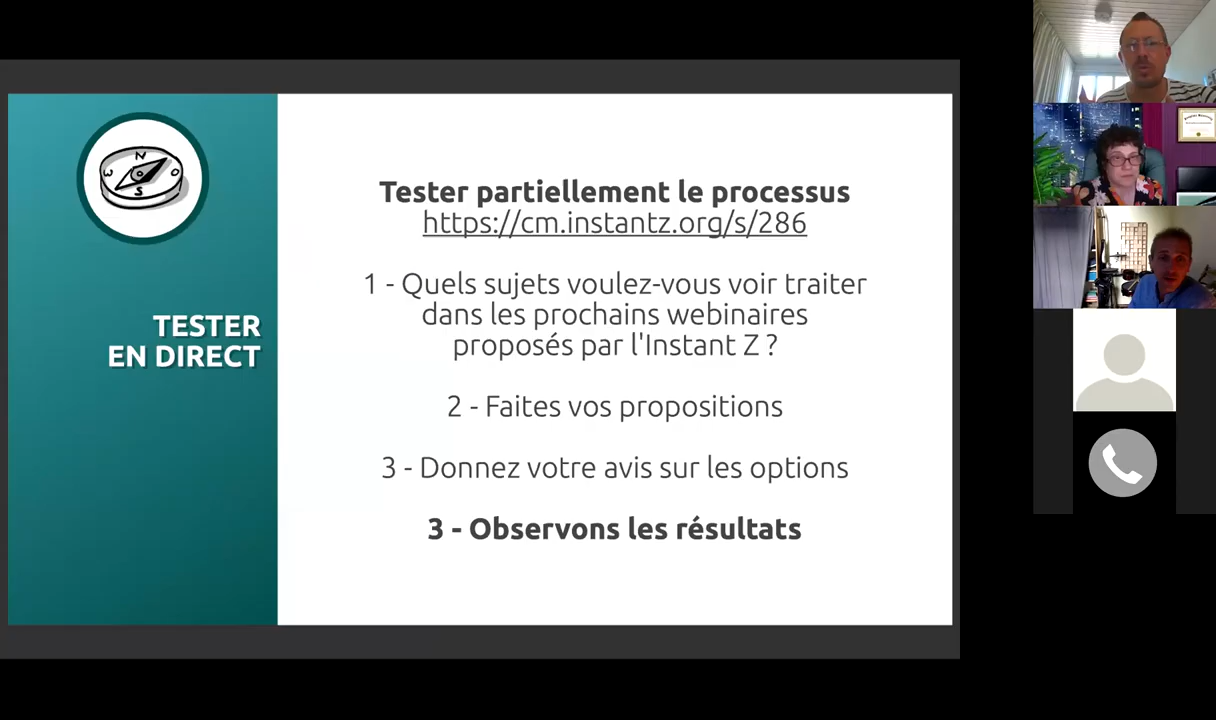 TESTER
EN DIRECT
N
W
O
S
Tester partiellement le processus
https://cm.instantz.org/s/286
1 - Quels sujets voulez-vous voir traiter
dans les prochains webinaires
proposés par l'Instant Z ?
2 - Faites vos propositions
3 - Donnez votre avis sur les options
3 - Observons les résultats